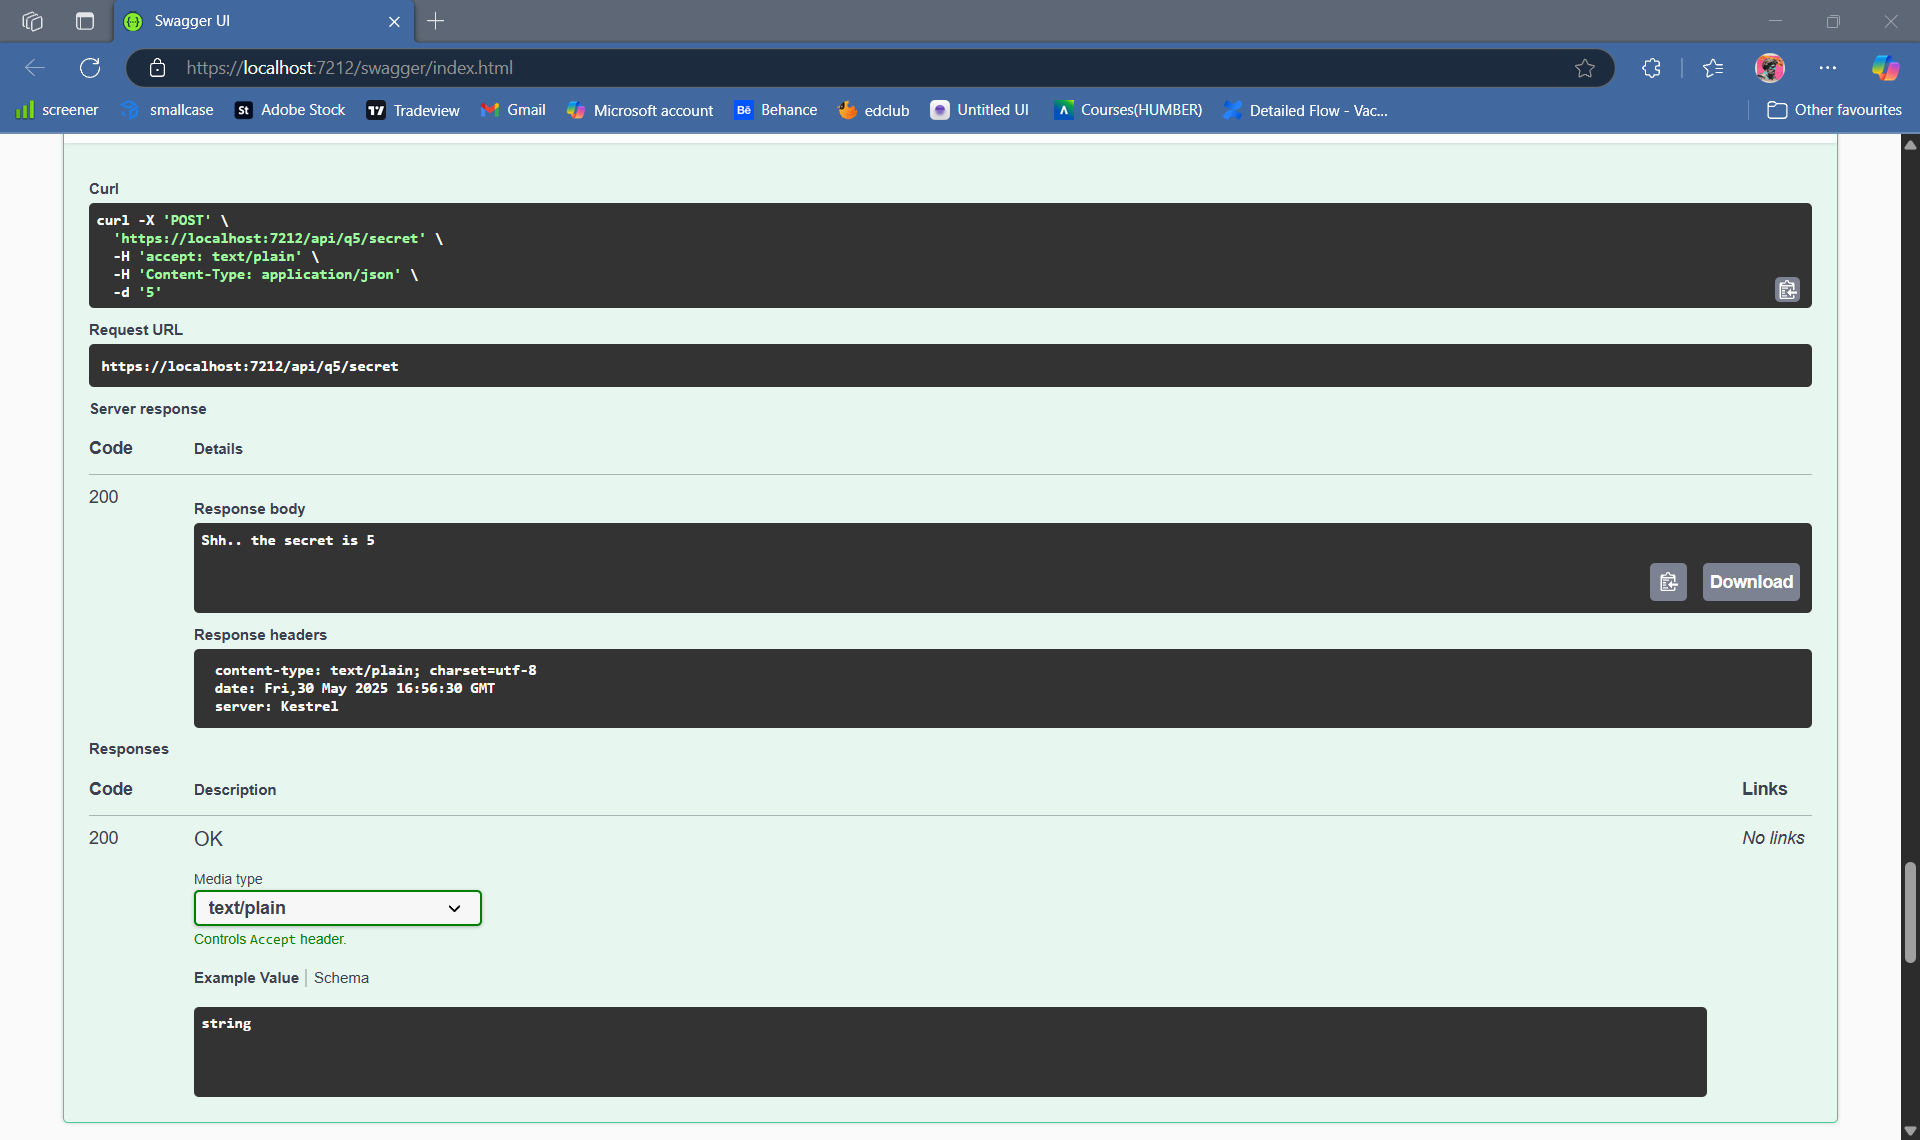 Swagger UI
https://localhost:7212/swagger/index.html
screener
smallcase
St
Adobe Stock
Tradeview
Gmail
Microsoft account
Bē
Behance
edclub
Untitled UI
Courses(HUMBER)
Detailed Flow - Vac...
Other favourites
Curl
curl -X 'POST' \
'https://localhost:7212/api/q5/secret' \
-H 'accept: text/plain' \
-H 'Content-Type: application/json' \
-d '5'
Request URL
https://localhost:7212/api/q5/secret
Server response
Code Details
200
Response body
Shh.. the secret is 5
Download
Response headers
content-type: text/plain; charset=utf-8
date: Fri,30 May 2025 16:56:30 GMT
server: Kestrel
Responses
Code Description Links
200 OK No links
Media type
text/plain
Controls Accept header.
Example Value | Schema
string